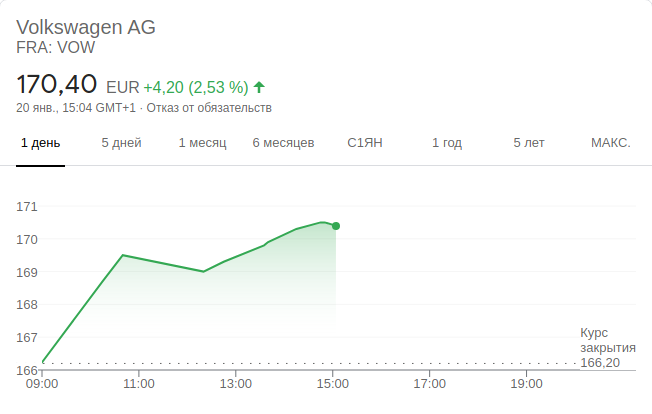 Volkswagen AG
FRA: VOW
170,40 EUR +4,20 (2,53 %)
20 янв., 15:04 GMT+1 · Отказ от обязательств
1 день 5 дней 1 месяц 6 месяцев С1ЯН 1 год 5 лет МАКС.
171
170
169
168
167
Курс
закрытия
166,20
166
09:00 11:00 13:00 15:00 17:00 19:00